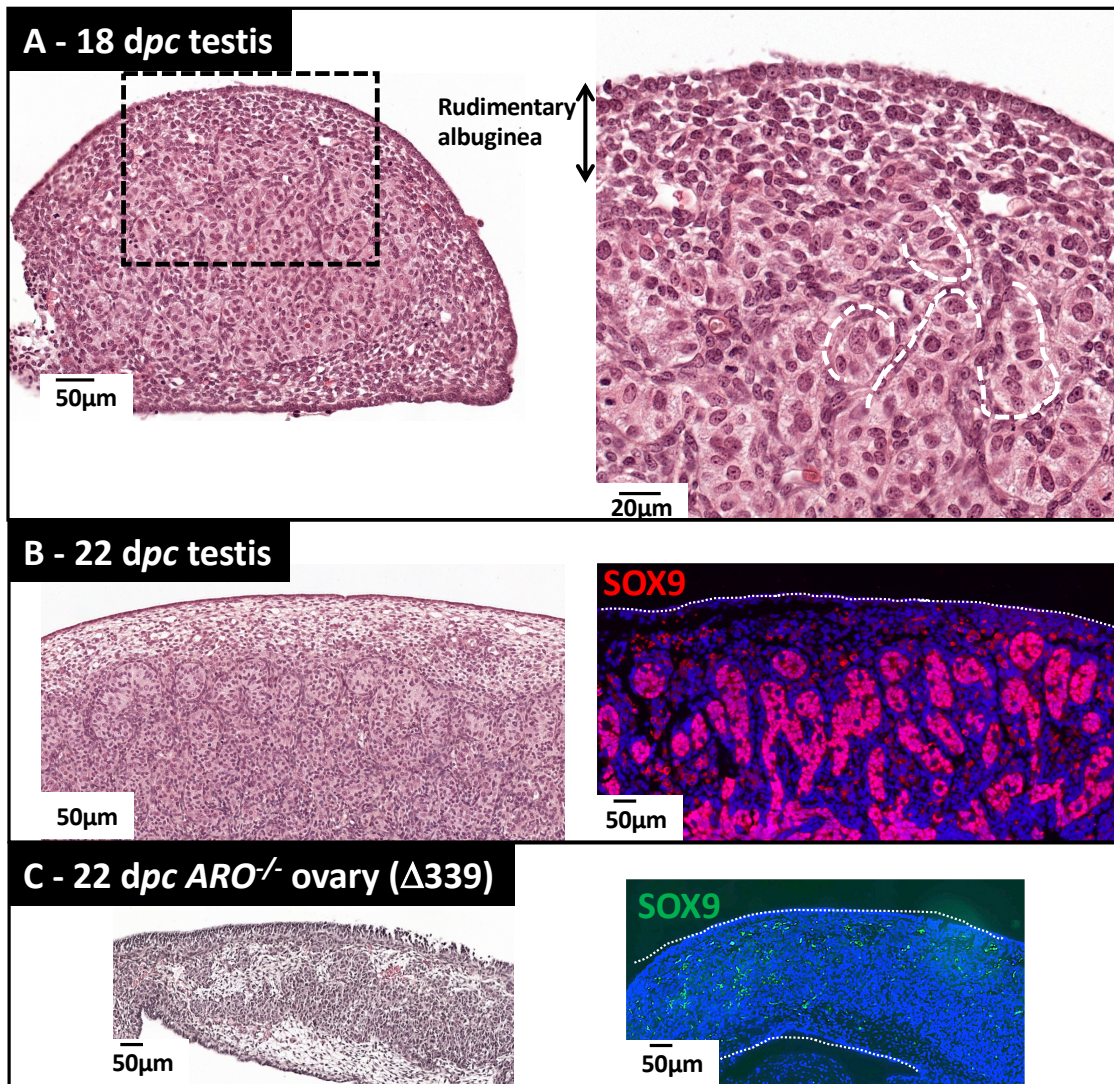 A - 18 dpc testis
Rudimentary
albuginea
50µm
20µm
B - 22 dpc testis
SOX9
50µm
50µm
C - 22 dpc ARO-/- ovary (Δ339)
SOX9
50µm
50µm